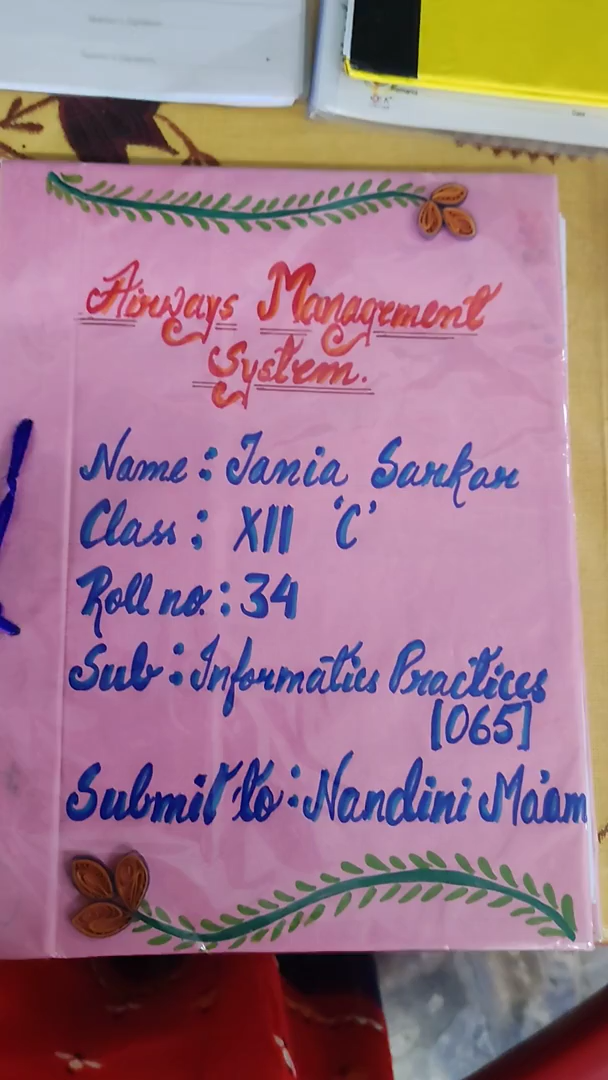 Airways Management
System.
Name : Tania Sarkar
Class : XII 'C'
Roll no. : 34
Sub : Informatics Practices
[065]
Submit to : Nandini Ma'am